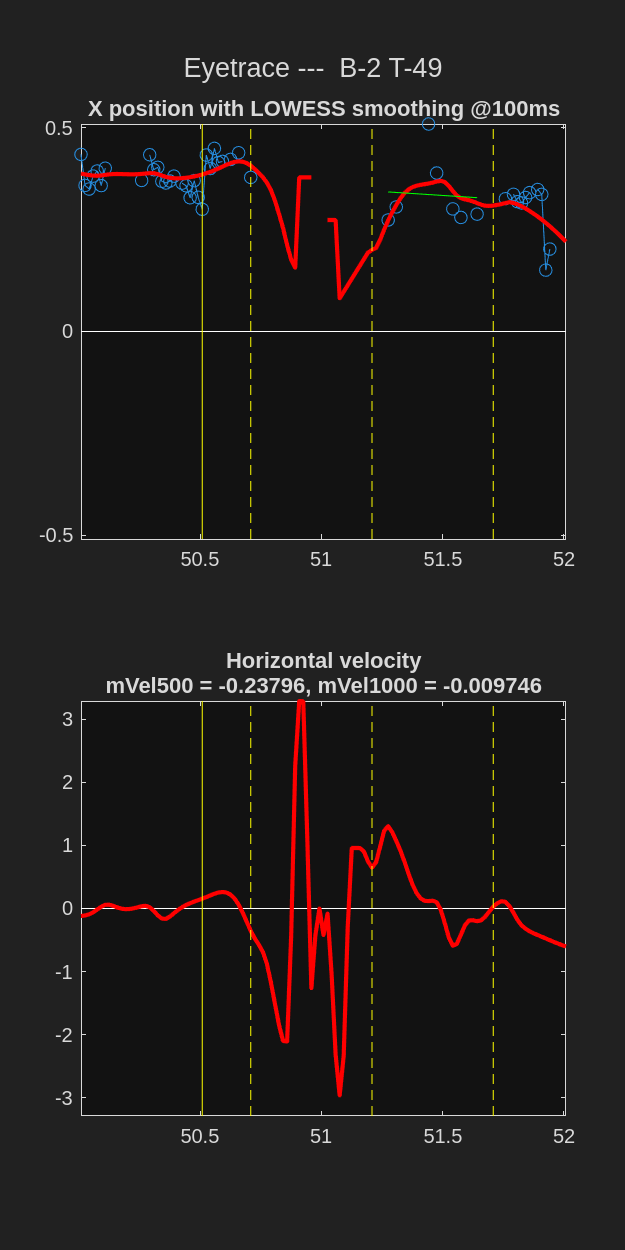 Eyetrace ---  B-2 T-49
X position with LOWESS smoothing @100ms
0.5
0
-0.5
50.5 51 51.5 52
Horizontal velocity
mVel500 = -0.23796, mVel1000 = -0.009746
3
2
1
0
-1
-2
-3
50.5 51 51.5 52